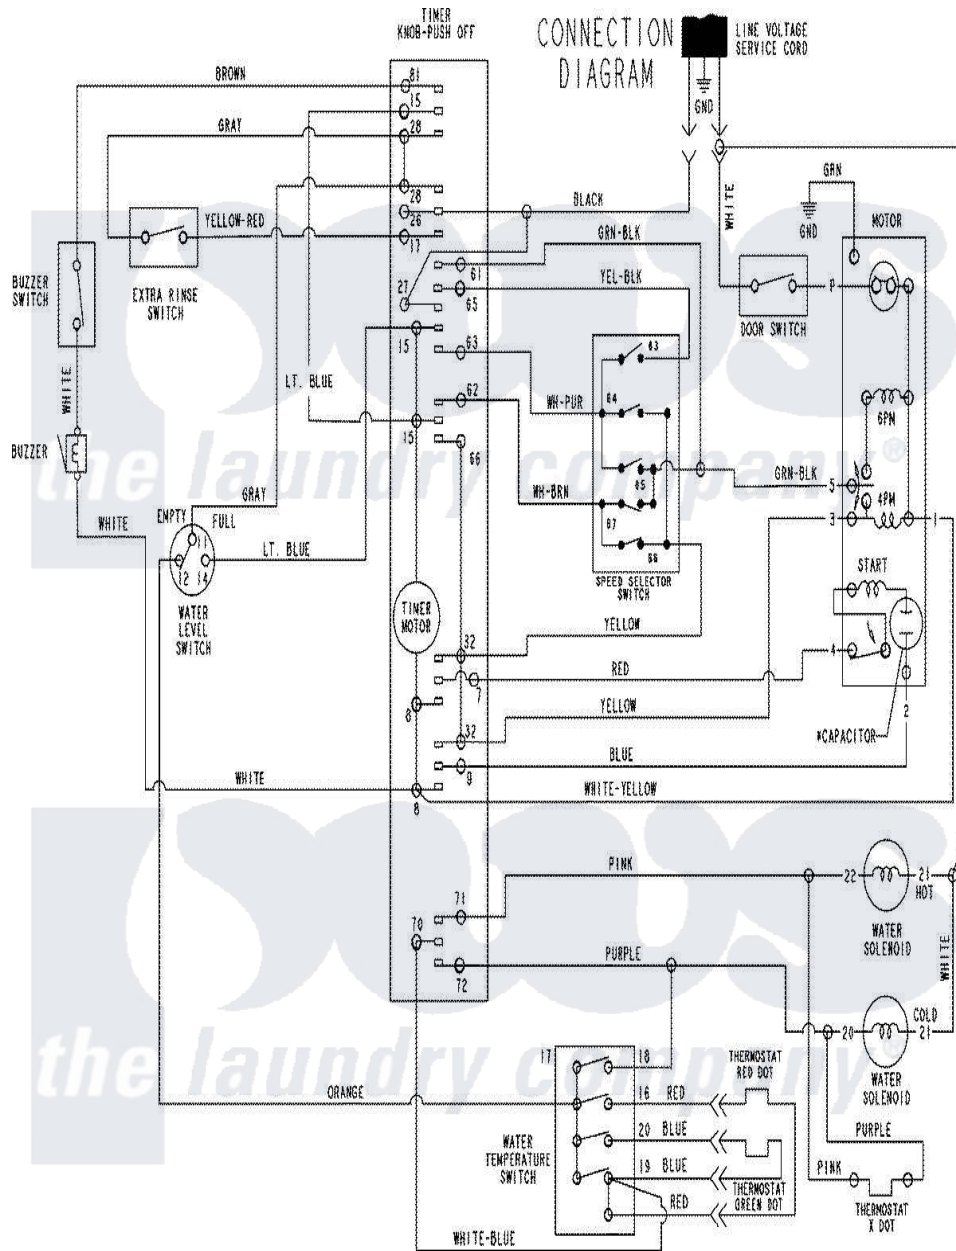 TIMER
KNOB-PUSH OFF
CONNECTION
DIAGRAM
LINE VOLTAGE
SERVICE CORD
GND
BROWN
81
15
GRAY
28
GRN
WHITE
GND
MOTOR
28
BLACK
26
YELLOW-RED
17
GRN-BLK
61
YEL-BLK
27
65
P
BUZZER
SWITCH
EXTRA RINSE
SWITCH
DOOR SWITCH
15
63
63
LT. BLUE
WHITE
62
64
WH-PUR
6PM
BUZZER
15
66
65
GRN-BLK
5
GRAY
WH-BRN
4PM
WHITE
EMPTY
FULL
67
3
1
11
LT. BLUE
12
14
66
START
SPEED SELECTOR
SWITCH
WATER
LEVEL
SWITCH
TIMER
MOTOR
YELLOW
32
4
RED
7
8
YELLOW
2
32
*CAPACITOR
BLUE
9
WHITE
8
WHITE-YELLOW
PINK
22
21
HOT
71
70
WATER
SOLENOID
WHITE
PURPLE
72
COLD
20
21
17
18
THERMOSTAT
RED DOT
WATER
SOLENOID
ORANGE
16
RED
20
BLUE
PURPLE
WATER
TEMPERATURE
SWITCH
19
BLUE
PINK
THERMOSTAT
GREEN DOT
RED
THERMOSTAT
X DOT
WHITE-BLUE
the laundry company®
the laundry company®